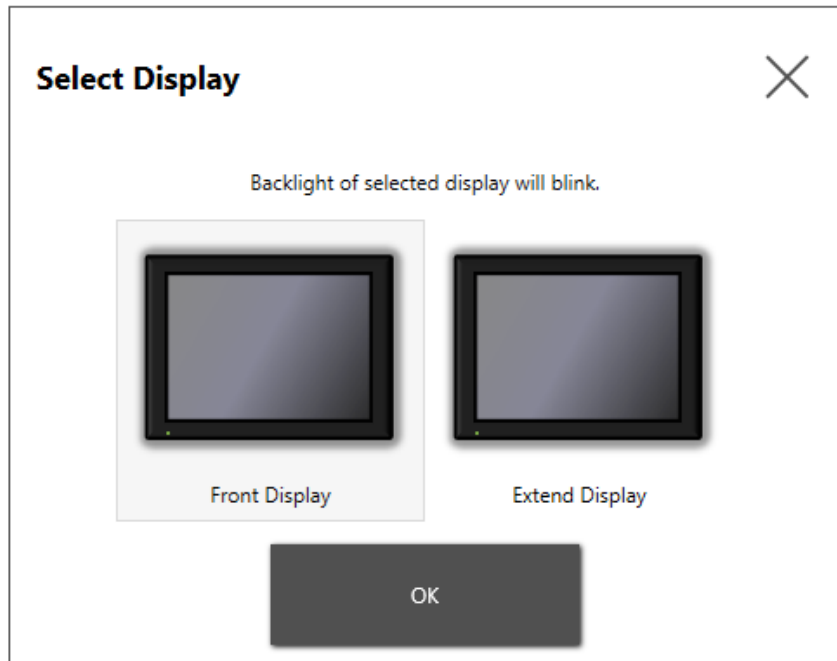 Select Display
Backlight of selected display will blink.
Front Display
Extend Display
OK